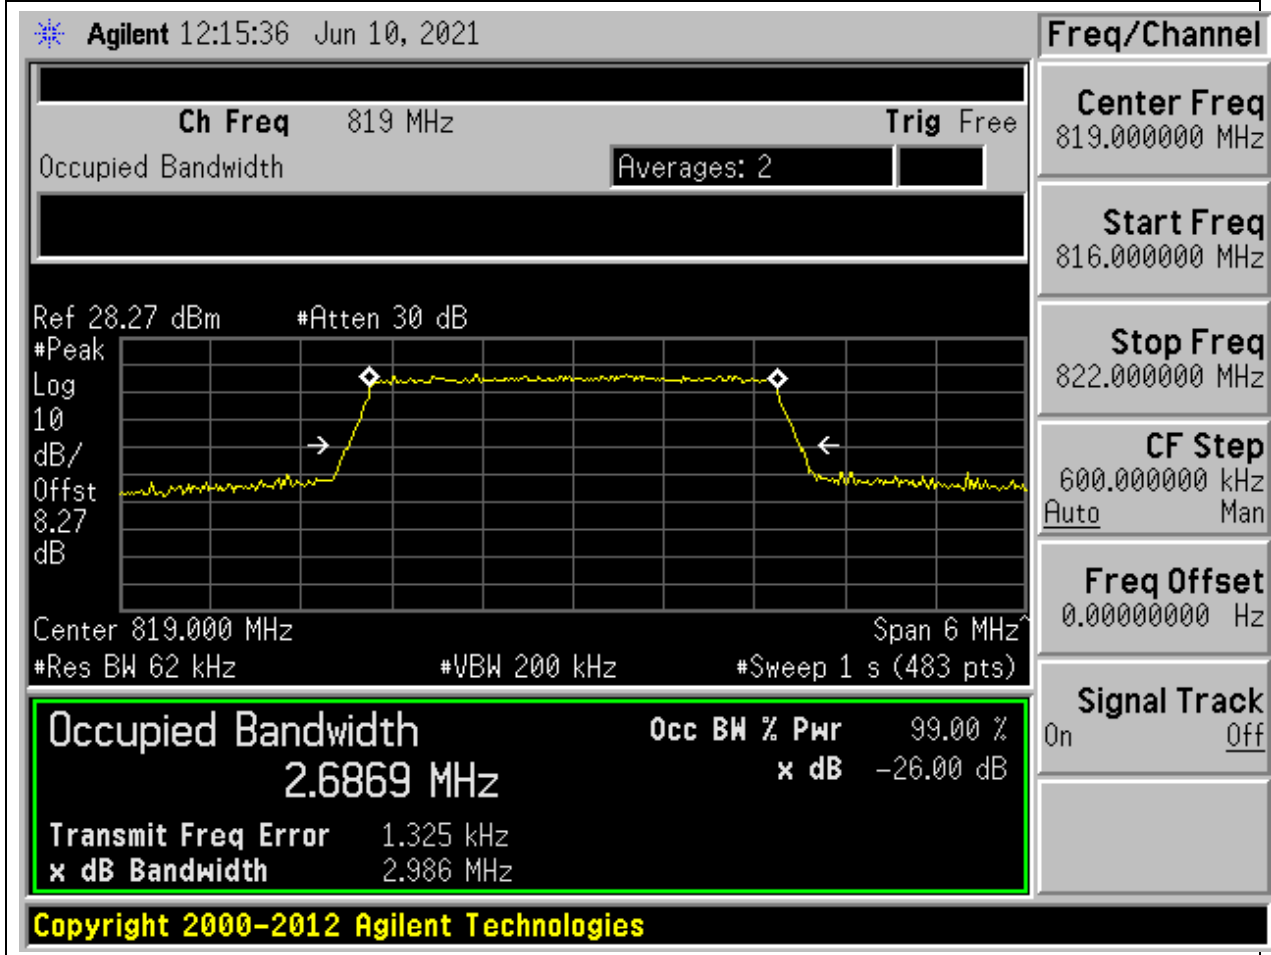 Agilent 12:15:36 Jun 10, 2021
Freq/Channel
Ch Freq 819 MHz Trig Free
Occupied Bandwidth Averages: 2
Ref 28.27 dBm #Atten 30 dB
#Peak
Log
10
dB/
Offst
8.27
dB
Center 819.000 MHz Span 6 MHz^
#Res BW 62 kHz #VBW 200 kHz #Sweep 1 s (483 pts)
Occupied Bandwidth Occ BW % Pwr 99.00 %
2.6869 MHz x dB -26.00 dB
Transmit Freq Error 1.325 kHz
x dB Bandwidth 2.986 MHz
Copyright 2000-2012 Agilent Technologies
Center Freq
819.000000 MHz
Start Freq
816.000000 MHz
Stop Freq
822.000000 MHz
CF Step
600.000000 kHz
Auto Man
Freq Offset
0.00000000 Hz
Signal Track
On Off